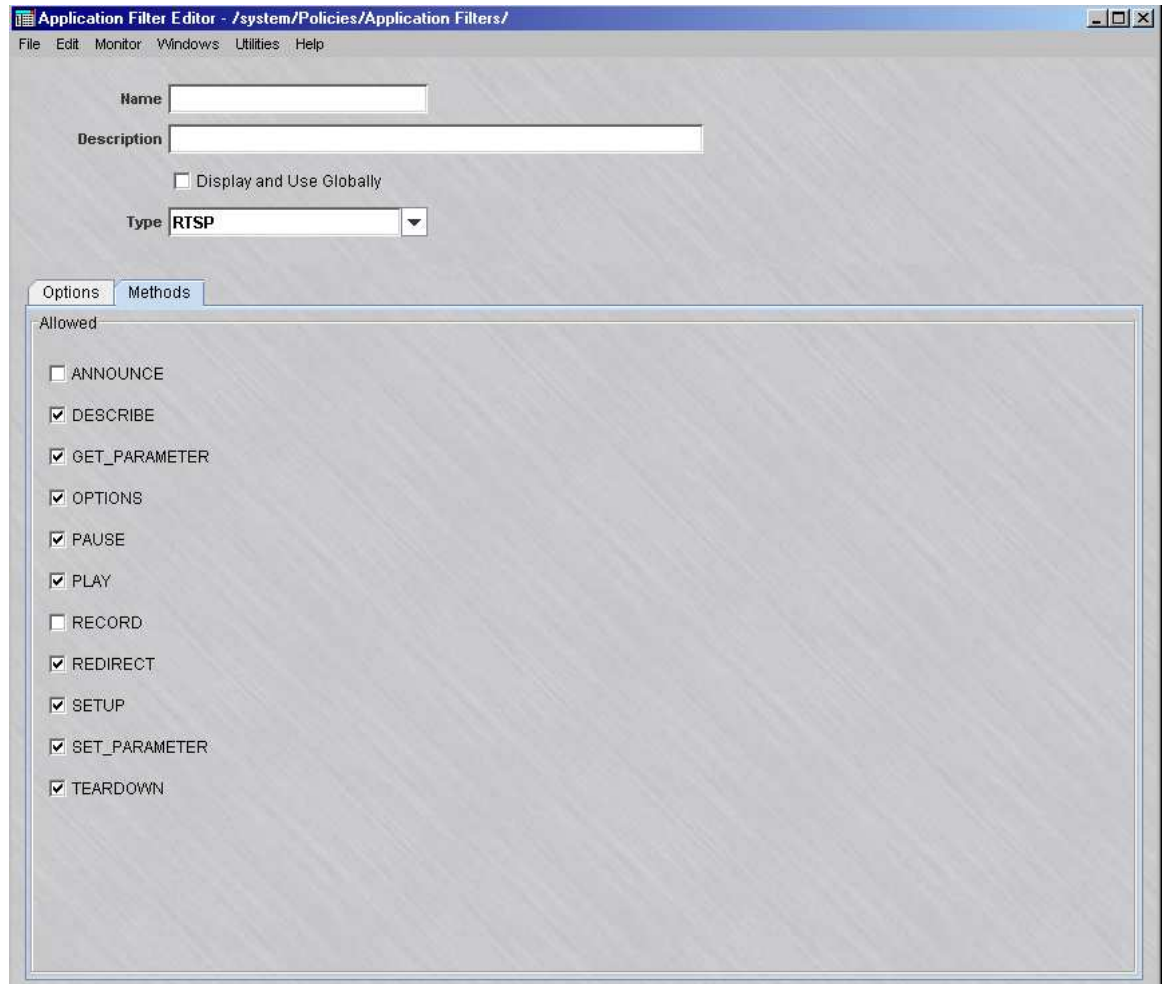 Application Filter Editor - /system/Policies/Application Filters/
File Edit Monitor Windows Utilities Help
Name
Description
Display and Use Globally
Type RTSP
Options Methods
Allowed
ANNOUNCE
DESCRIBE
GET_PARAMETER
OPTIONS
PAUSE
PLAY
RECORD
REDIRECT
SETUP
SET_PARAMETER
TEARDOWN